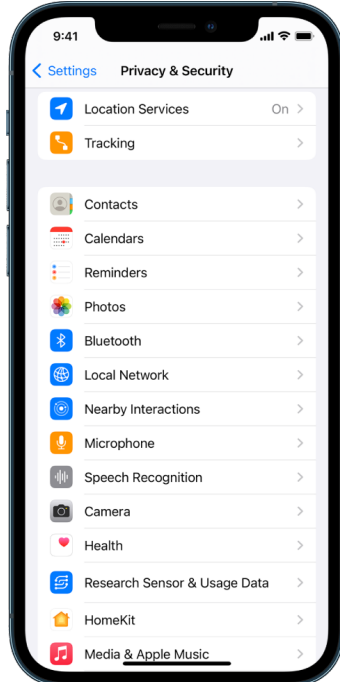 9:41
Settings
Privacy & Security
Location Services On
Tracking
Contacts
Calendars
Reminders
Photos
Bluetooth
Local Network
Nearby Interactions
Microphone
Speech Recognition
Camera
Health
Research Sensor & Usage Data
HomeKit
Media & Apple Music